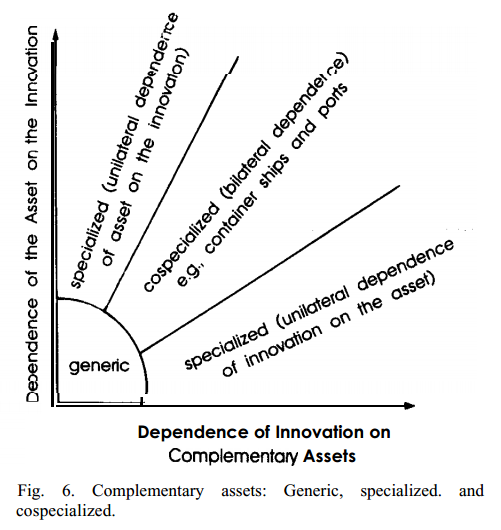 Dependence of the Asset on the Innovation
specialized (unilateral dependence
of asset on the innovation)
cospecialized (bilateral dependence)
e.g., container ships and ports
specialized (unilateral dependence
of innovation on the asset)
generic
Dependence of Innovation on
Complementary Assets
Fig. 6. Complementary assets: Generic, specialized. and
cospecialized.